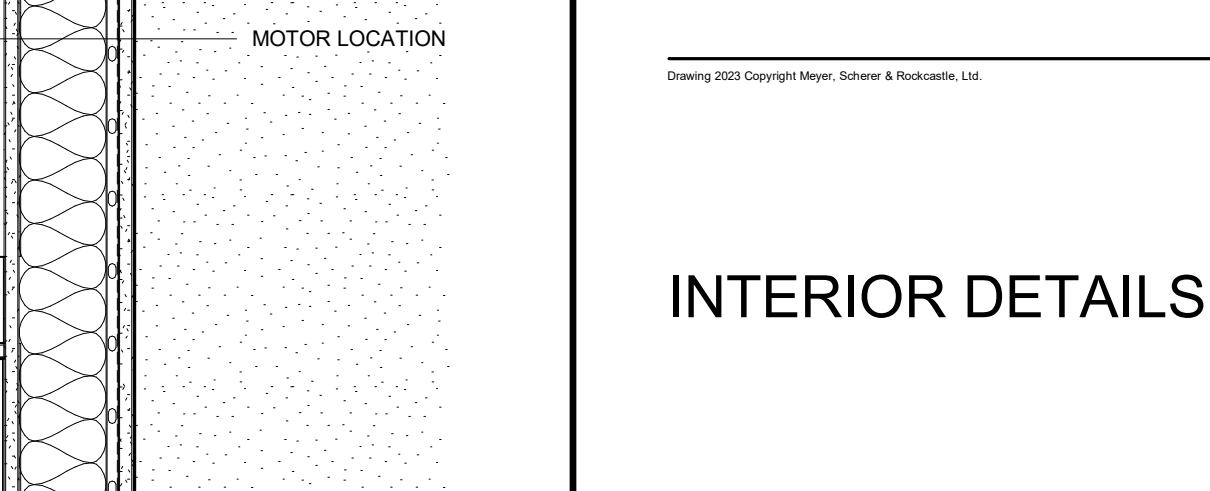 MOTOR LOCATION
Drawing 2023 Copyright Meyer, Scherer & Rockcastle, Ltd.
INTERIOR DETAILS